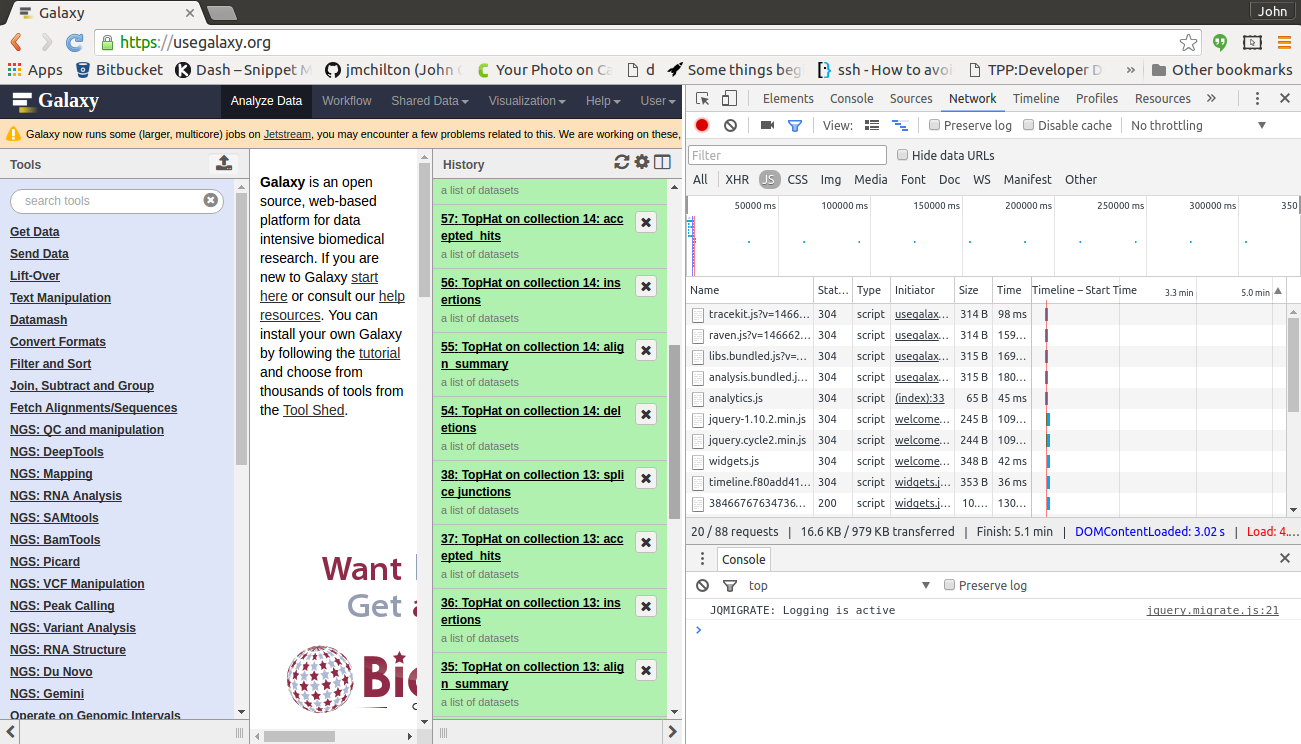 Galaxy
John
https://usegalaxy.org
Apps
Bitbucket
Dash – Snippet M
jmchilton (John
Your Photo on Ca
d
Some things beg
ssh - How to avoi
TPP:Developer D
»
Other bookmarks
Galaxy
Analyze Data
Workflow
Shared Data
Visualization
Help
User
Galaxy now runs some (larger, multicore) jobs on Jetstream, you may encounter a few problems related to this. We are working on these,
Tools
search tools
Get Data
Send Data
Lift-Over
Text Manipulation
Datamash
Convert Formats
Filter and Sort
Join, Subtract and Group
Fetch Alignments/Sequences
NGS: QC and manipulation
NGS: DeepTools
NGS: Mapping
NGS: RNA Analysis
NGS: SAMtools
NGS: BamTools
NGS: Picard
NGS: VCF Manipulation
NGS: Peak Calling
NGS: Variant Analysis
NGS: RNA Structure
NGS: Du Novo
NGS: Gemini
Operate on Genomic Intervals
Galaxy is an open
source, web-based
platform for data
intensive biomedical
research. If you are
new to Galaxy start
here or consult our help
resources. You can
install your own Galaxy
by following the tutorial
and choose from
thousands of tools from
the Tool Shed.
Want
Get a
Bio
History
a list of datasets
57: TopHat on collection 14: acc
epted_hits
a list of datasets
56: TopHat on collection 14: ins
ertions
a list of datasets
55: TopHat on collection 14: alig
n_summary
a list of datasets
54: TopHat on collection 14: del
etions
a list of datasets
38: TopHat on collection 13: spli
ce junctions
a list of datasets
37: TopHat on collection 13: acc
epted_hits
a list of datasets
36: TopHat on collection 13: ins
ertions
a list of datasets
35: TopHat on collection 13: alig
n_summary
a list of datasets
Elements
Console
Sources
Network
Timeline
Profiles
Resources
»
View:
Preserve log
Disable cache
No throttling
Filter
Hide data URLs
All
XHR
JS
CSS
Img
Media
Font
Doc
WS
Manifest
Other
50000 ms
100000 ms
150000 ms
200000 ms
250000 ms
300000 ms
350
Name Stat... Type Initiator Size Time Timeline – Start Time 3.3 min 5.0 min
tracekit.js?v=1466... 304 script usegalax... 314 B 98 ms
raven.js?v=146662... 304 script usegalax... 314 B 159...
libs.bundled.js?v=... 304 script usegalax... 315 B 169...
analysis.bundled.j... 304 script usegalax... 315 B 180...
analytics.js 304 script (index):33 65 B 45 ms
jquery-1.10.2.min.js 304 script welcome... 245 B 109...
jquery.cycle2.min.js 304 script welcome... 244 B 109...
widgets.js 304 script welcome... 348 B 42 ms
timeline.f80add41... 304 script widgets.j... 353 B 36 ms
38466767634736... 200 script widgets.j... 10.... 130...
20 / 88 requests | 16.6 KB / 979 KB transferred | Finish: 5.1 min | DOMContentLoaded: 3.02 s | Load: 4....
Console
top
Preserve log
JQMIGRATE: Logging is active
jquery.migrate.js:21